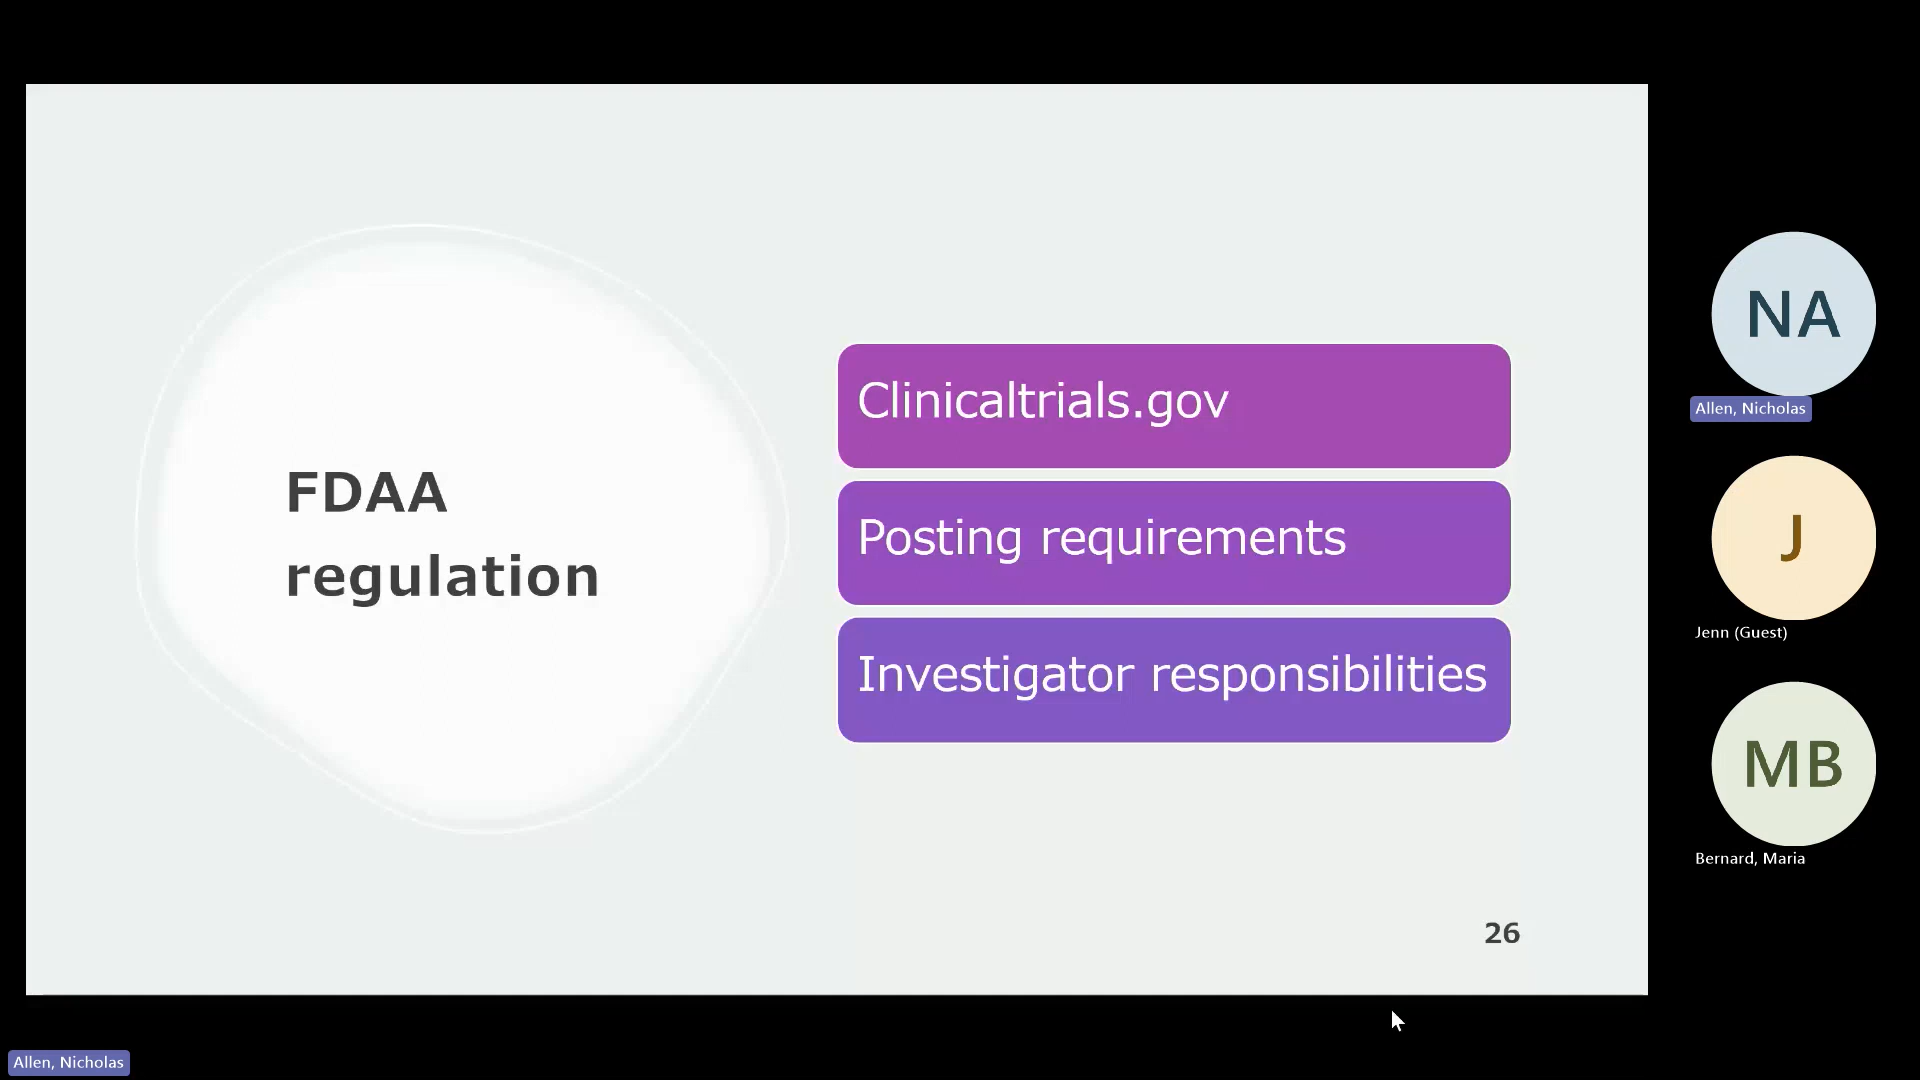 FDAA
regulation
Clinicaltrials.gov
Posting requirements
Investigator responsibilities
26
NA
Allen, Nicholas
J
Jenn (Guest)
MB
Bernard, Maria
Allen, Nicholas